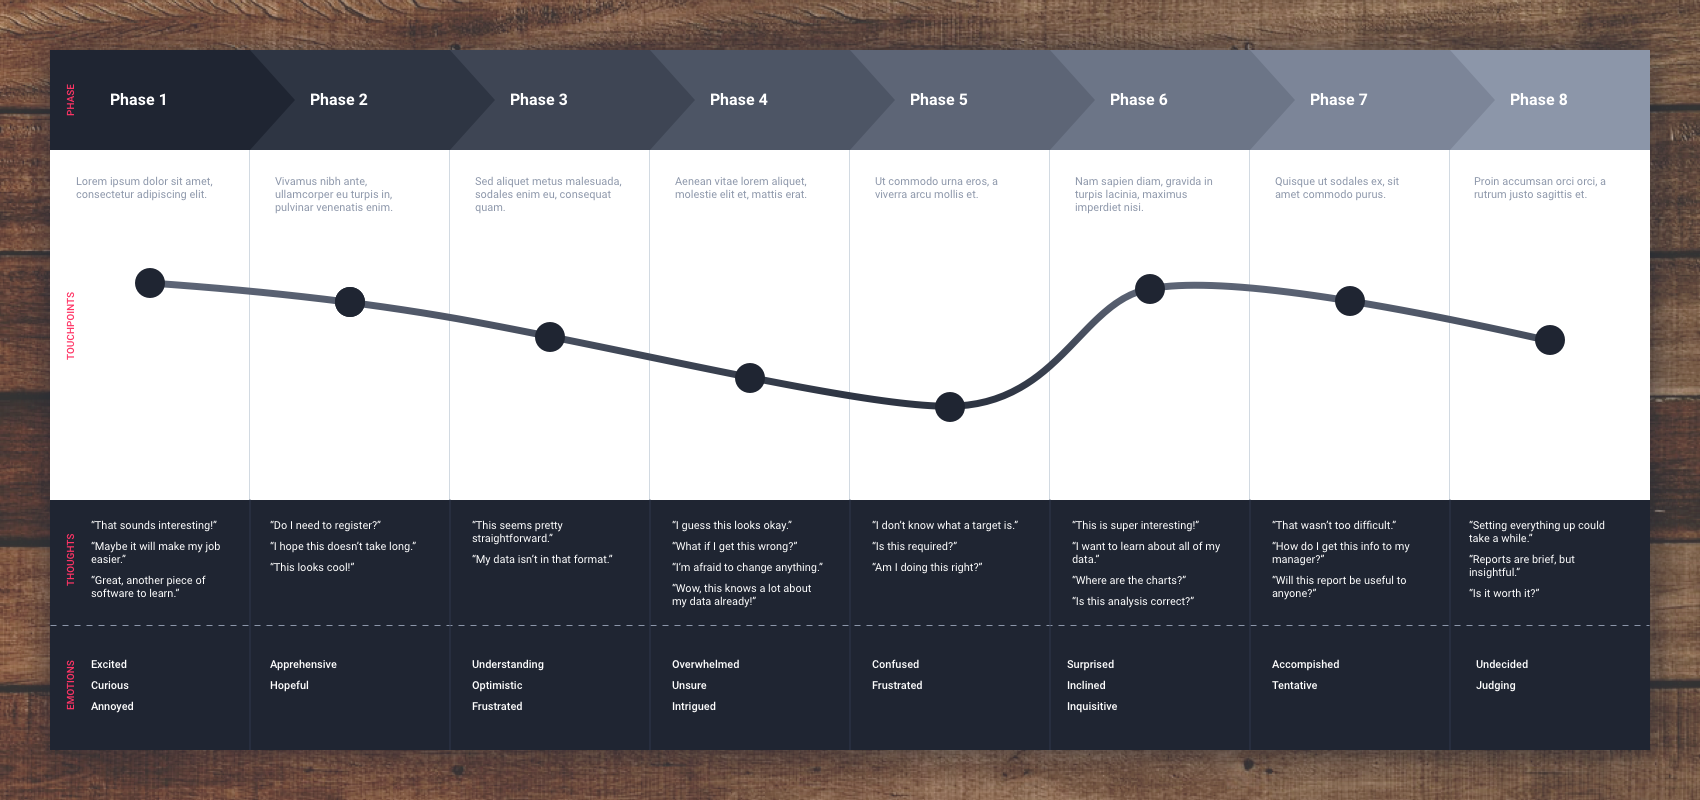 PHASE
Phase 1
Phase 2
Phase 3
Phase 4
Phase 5
Phase 6
Phase 7
Phase 8
TOUCHPOINTS
Lorem ipsum dolor sit amet,
consectetur adipiscing elit.
Vivamus nibh ante,
ullamcorper eu turpis in,
pulvinar venenatis enim.
Sed aliquet metus malesuada,
sodales enim eu, consequat
quam.
Aenean vitae lorem aliquet,
molestie elit et, mattis erat.
Ut commodo urna eros, a
viverra arcu mollis et.
Nam sapien diam, gravida in
turpis lacinia, maximus
imperdiet nisi.
Quisque ut sodales ex, sit
amet commodo purus.
Proin accumsan orci orci, a
rutrum justo sagittis et.
THOUGHTS
“That sounds interesting!”
“Maybe it will make my job
easier.”
“Great, another piece of
software to learn.”
“Do I need to register?”
“I hope this doesn’t take long.”
“This looks cool!”
“This seems pretty
straightforward.”
“My data isn’t in that format.”
“I guess this looks okay.”
“What if I get this wrong?”
“I’m afraid to change anything.”
“Wow, this knows a lot about
my data already!”
“I don’t know what a target is.”
“Is this required?”
“Am I doing this right?”
“This is super interesting!”
“I want to learn about all of my
data.”
“Where are the charts?”
“Is this analysis correct?”
“That wasn’t too difficult.”
“How do I get this info to my
manager?”
“Will this report be useful to
anyone?”
“Setting everything up could
take a while.”
“Reports are brief, but
insightful.”
“Is it worth it?”
EMOTIONS
Excited
Curious
Annoyed
Apprehensive
Hopeful
Understanding
Optimistic
Frustrated
Overwhelmed
Unsure
Intrigued
Confused
Frustrated
Surprised
Inclined
Inquisitive
Accompished
Tentative
Undecided
Judging